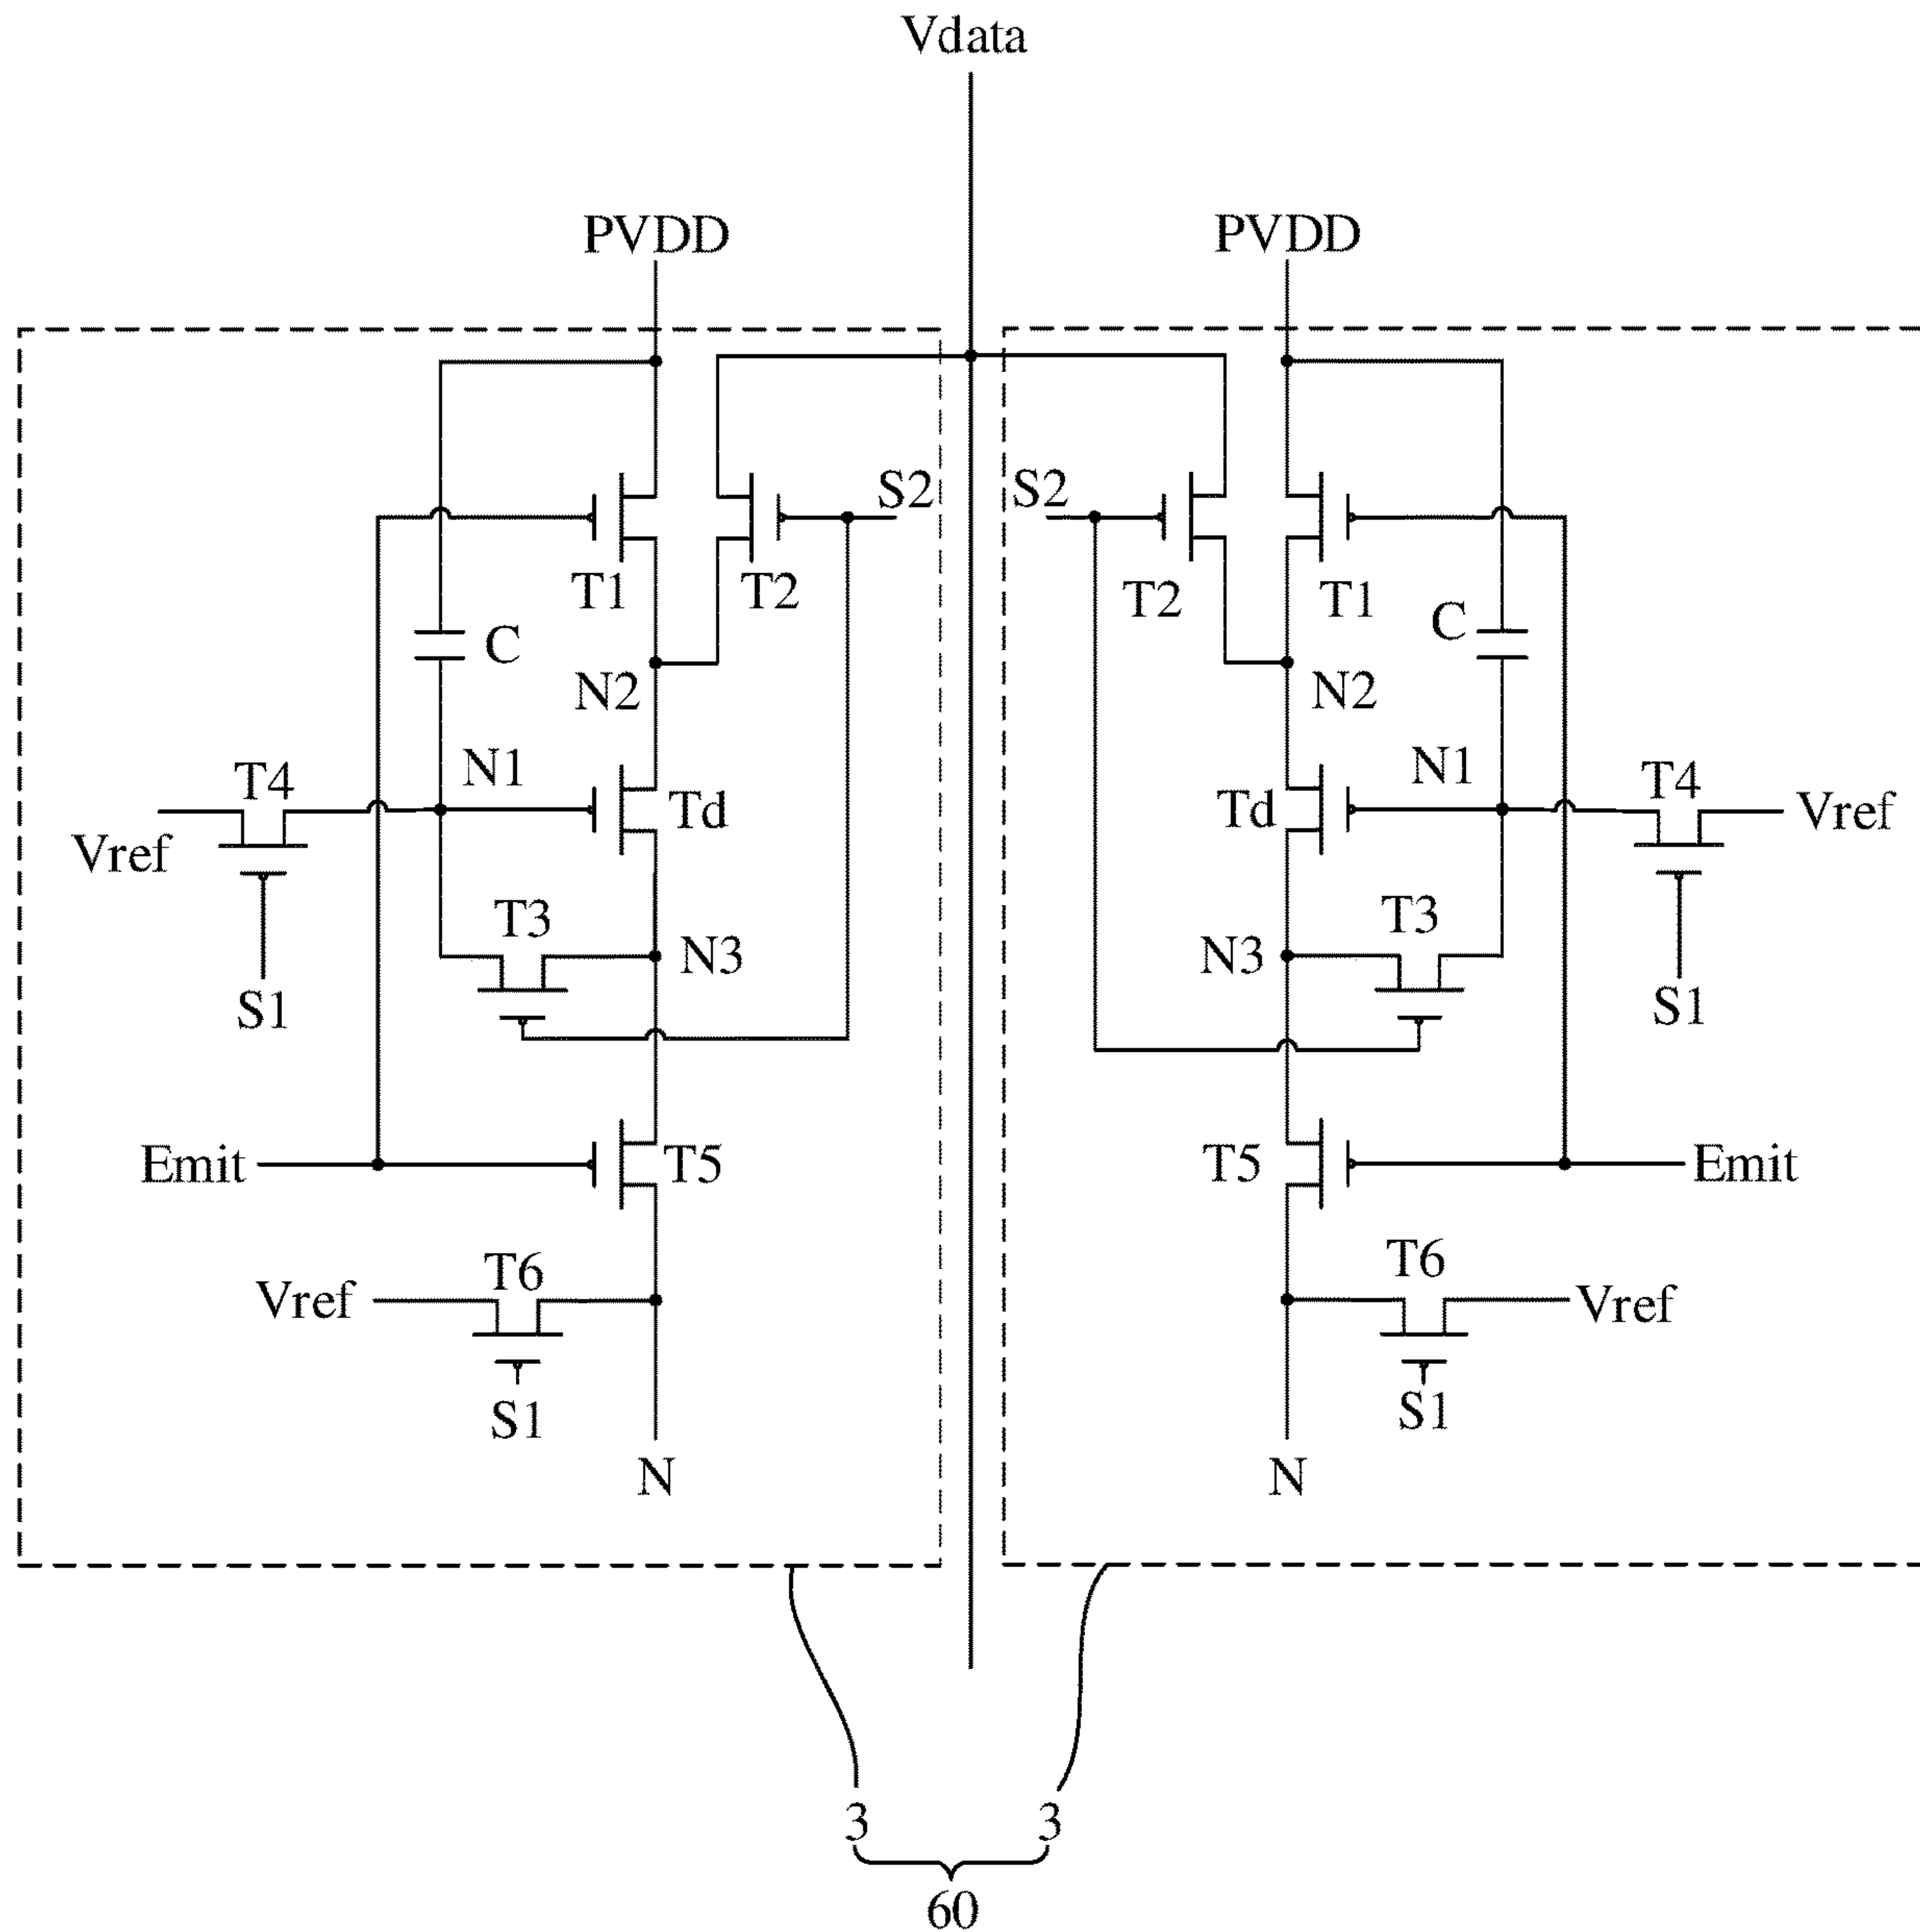 Vdata
PVDD PVDD
S2 S2
T1 T2 T2 T1
C C
N2 N2
T4 N1 N1 T4
Td Td
Vref Vref
T3 T3
N3 N3
S1 S1
Emit T5 T5 Emit
T6 T6
Vref Vref
S1 S1
N N
3 3
60